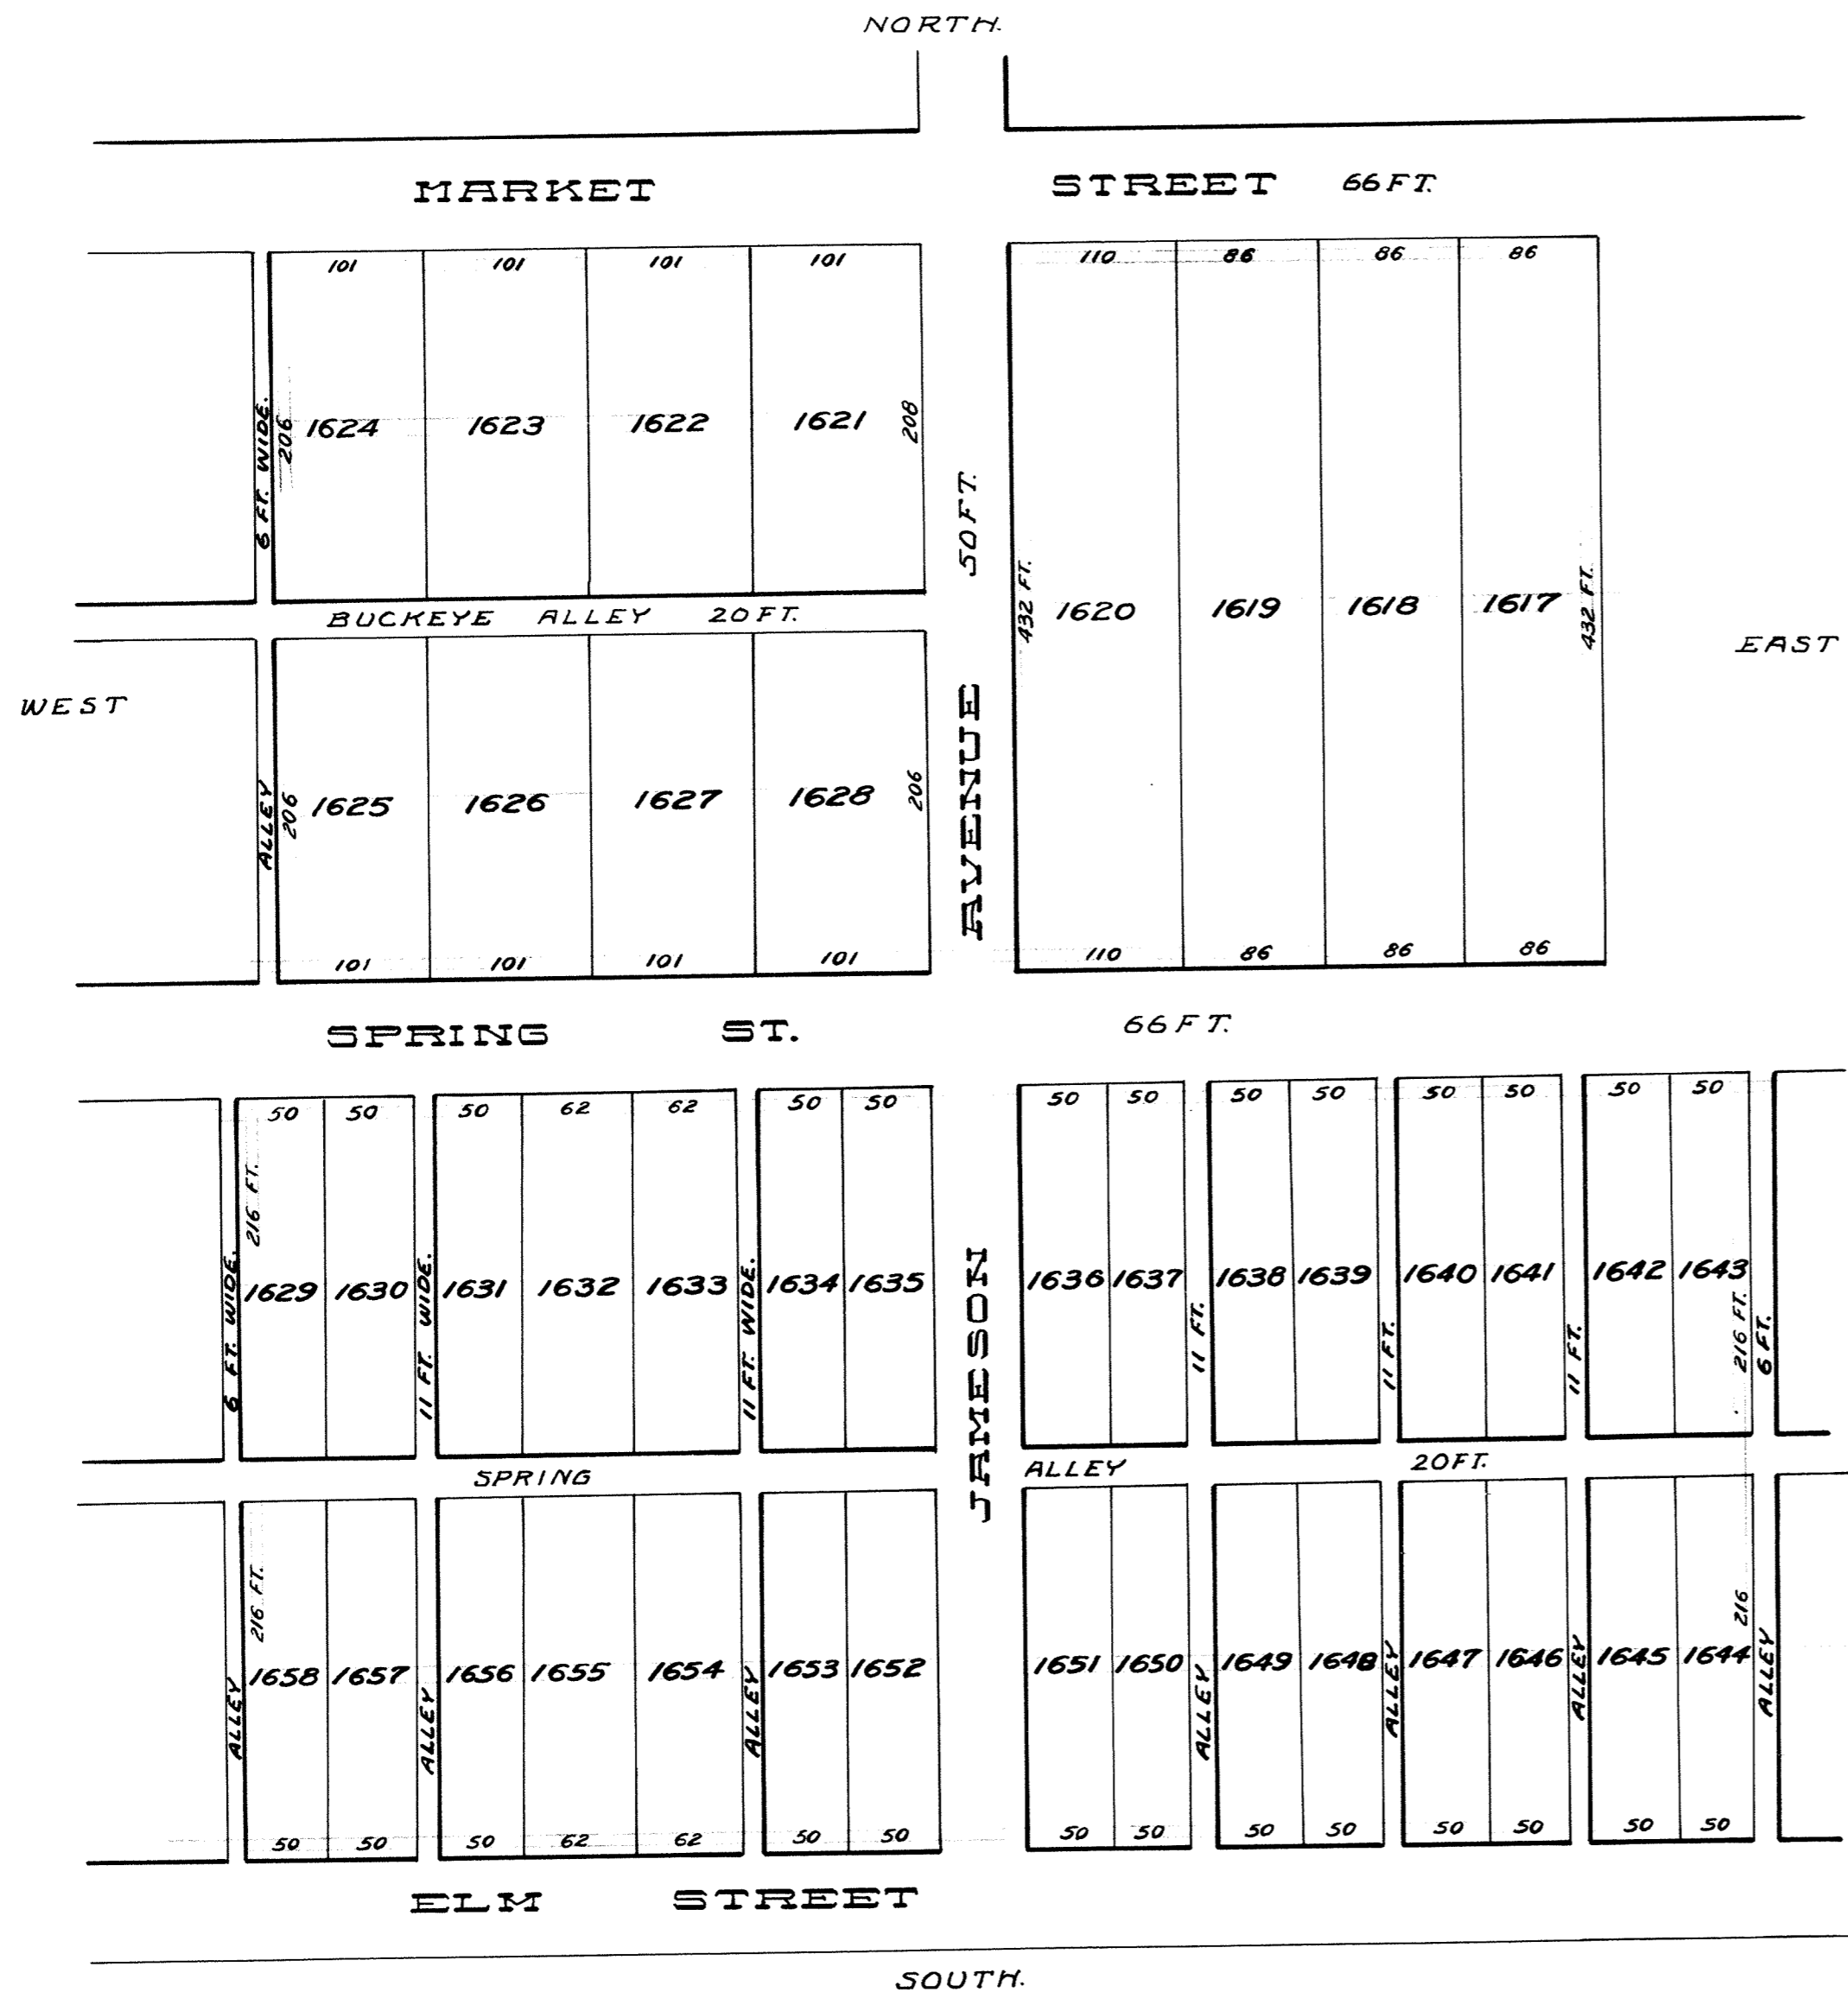 NORTH.
MARKET STREET 66 FT.
101 101 101 101 110 86 86 86
6 FT. WIDE.
206
1624 1623 1622 1621
208
50 FT.
432 FT.
1620 1619 1618 1617
432 FT.
BUCKEYE ALLEY 20 FT.
EAST
WEST
ALLEY
206
1625 1626 1627 1628
206
AVENUE
101 101 101 101 110 86 86 86
SPRING ST. 66 FT.
50 50 50 62 62 50 50 50 50 50 50 50 50 50 50
216 FT.
6 FT. WIDE.
1629 1630
11 FT. WIDE.
1631 1632 1633
11 FT. WIDE.
1634 1635
JAMESON
1636 1637
11 FT.
1638 1639
11 FT.
1640 1641
11 FT.
1642 1643
216 FT.
6 FT.
SPRING ALLEY 20 FT.
216 FT.
216
ALLEY
1658 1657
ALLEY
1656 1655 1654
ALLEY
1653 1652
1651 1650
ALLEY
1649 1648
ALLEY
1647 1646
ALLEY
1645 1644
ALLEY
50 50 50 62 62 50 50 50 50 50 50 50 50 50 50
ELM STREET
SOUTH.